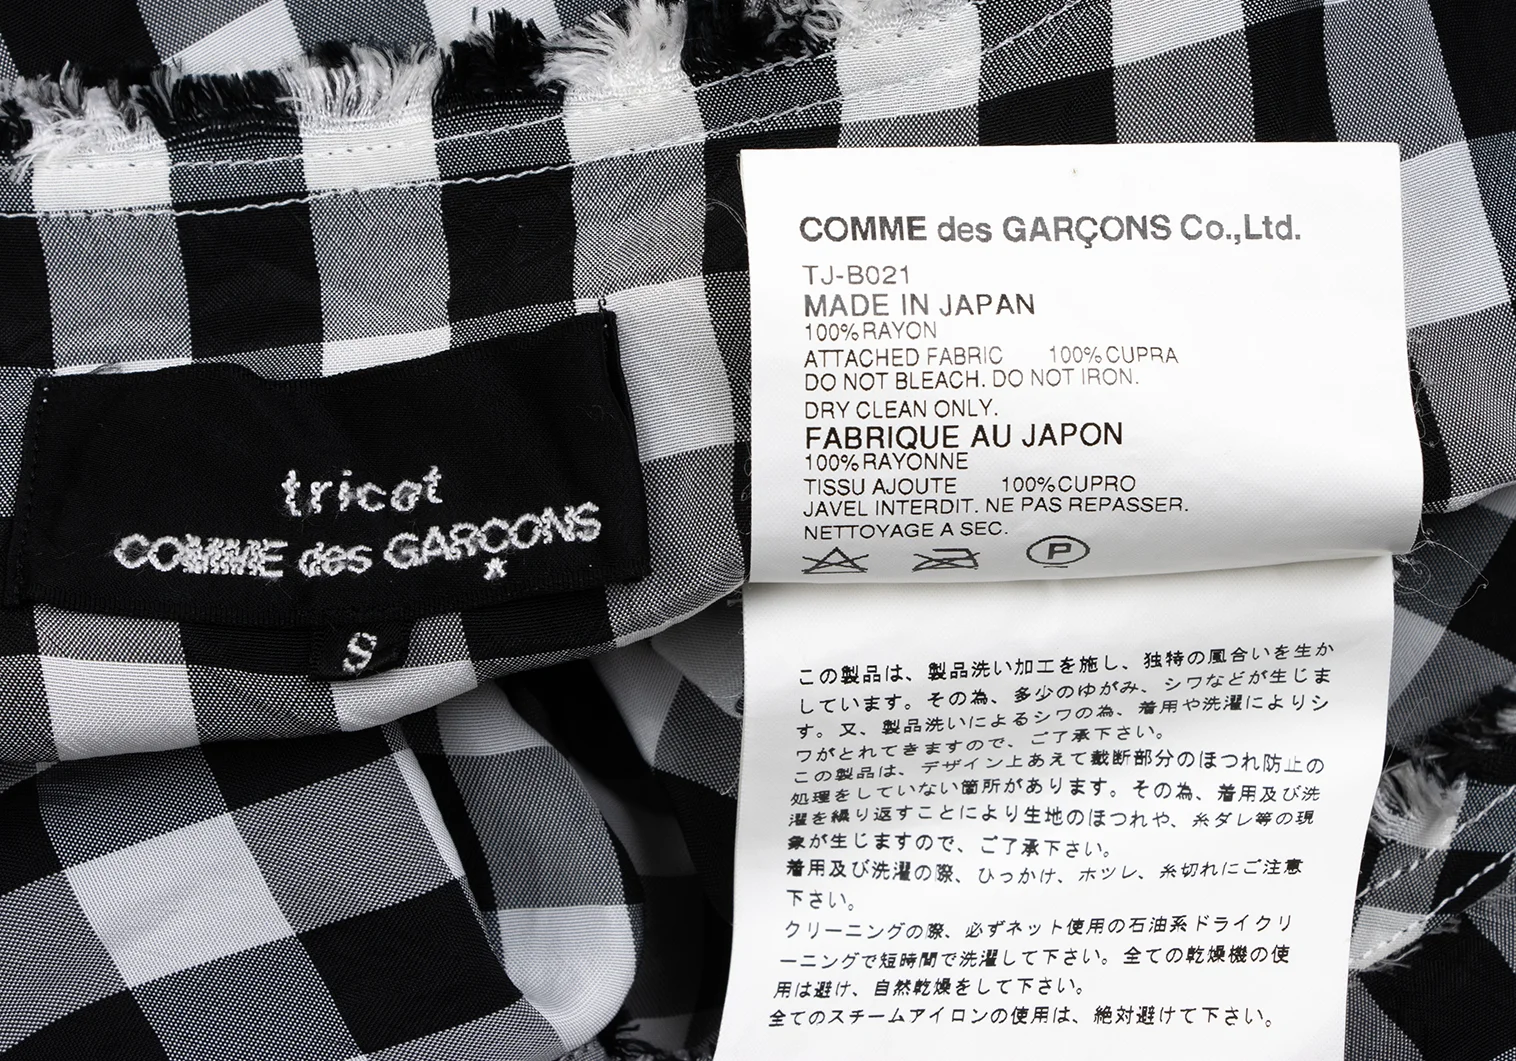 tricot
COMME des GARÇONS
S
COMME des GARÇONS Co.,Ltd.
TJ-B021
MADE IN JAPAN
100%RAYON
ATTACHED FABRIC 100%CUPRA
DO NOT BLEACH. DO NOT IRON.
DRY CLEAN ONLY.
FABRIQUE AU JAPON
100%RAYONNE
TISSU AJOUTE 100%CUPRO
JAVEL INTERDIT. NE PAS REPASSER.
NETTOYAGE A SEC.
P
この製品は、製品洗い加工を施し、独特の風合いを生か
しています。その為、多少のゆがみ、シワなどが生じま
す。又、製品洗いによるシワの為、着用や洗濯によりシ
ワがとれてきますので、ご了承下さい。
この製品は、デザイン上あえて裁断部分のほつれ防止の
処理をしていない箇所があります。その為、着用及び洗
濯を繰り返すことにより生地のほつれや、糸ダレ等の現
象が生じますので、ご了承下さい。
着用及び洗濯の際、ひっかけ、ホツレ、糸切れにご注意
下さい。
クリーニングの際、必ずネット使用の石油系ドライクリ
ーニングで短時間で洗濯して下さい。全ての乾燥機の使
用は避け、自然乾燥をして下さい。
全てのスチームアイロンの使用は、絶対避けて下さい。